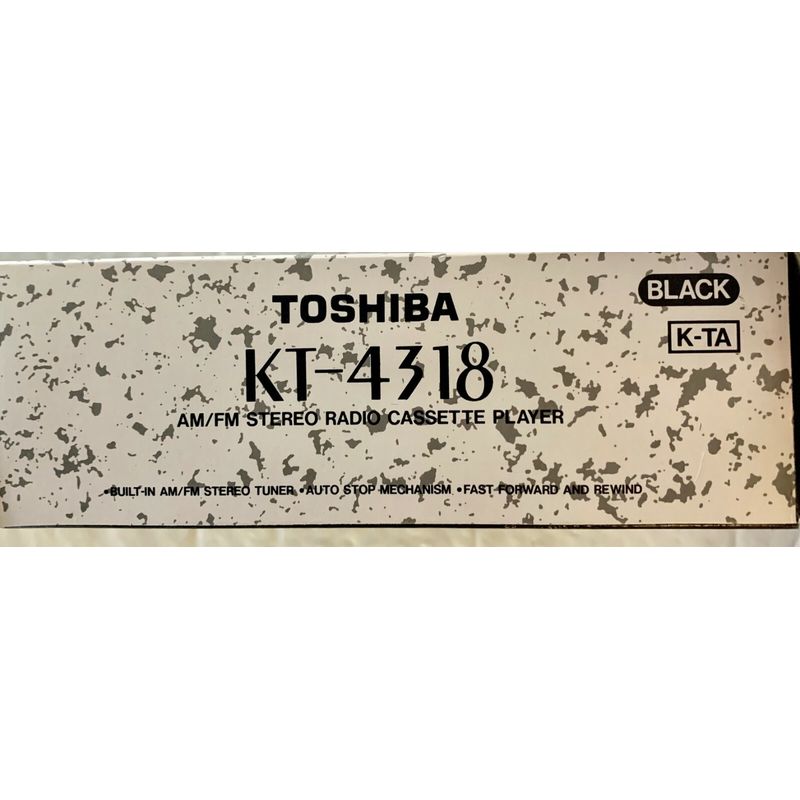 TOSHIBA
BLACK
KT-4318
K-TA
AM/FM STEREO RADIO CASSETTE PLAYER
•BUILT-IN AM/FM STEREO TUNER •AUTO STOP MECHANISM •FAST FORWARD AND REWIND